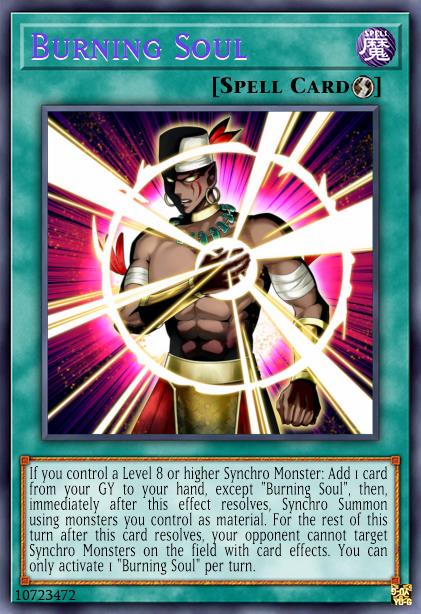 Burning Soul
SPELL
魔
[Spell Card]
If you control a Level 8 or higher Synchro Monster: Add 1 card
from your GY to your hand, except "Burning Soul", then,
immediately after this effect resolves, Synchro Summon
using monsters you control as material. For the rest of this
turn after this card resolves, your opponent cannot target
Synchro Monsters on the field with card effects. You can
only activate 1 "Burning Soul" per turn.
10723472